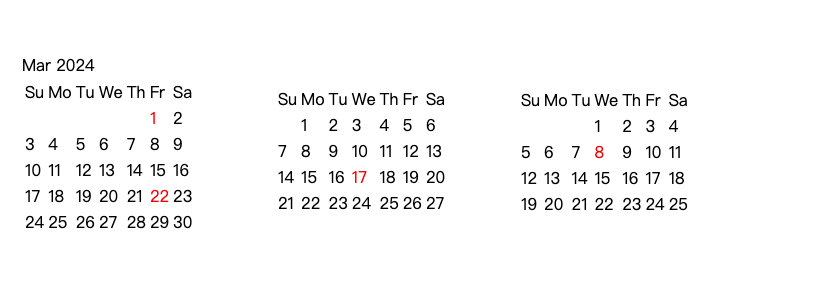 Mar 2024
Su Mo Tu We Th Fr Sa
1 2
3 4 5 6 7 8 9
10 11 12 13 14 15 16
17 18 19 20 21 22 23
24 25 26 27 28 29 30
Su Mo Tu We Th Fr Sa
1 2 3 4 5 6
7 8 9 10 11 12 13
14 15 16 17 18 19 20
21 22 23 24 25 26 27
Su Mo Tu We Th Fr Sa
1 2 3 4
5 6 7 8 9 10 11
12 13 14 15 16 17 18
19 20 21 22 23 24 25